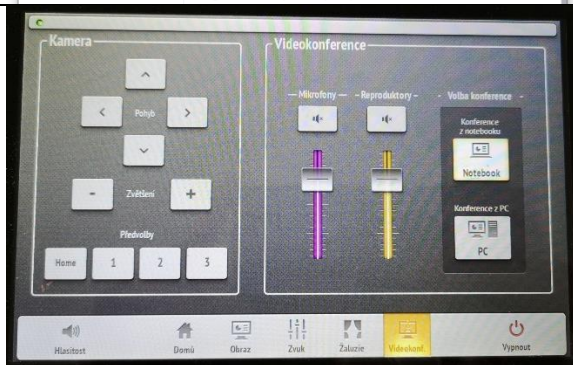 Kamera
Pohyb
- Zvětšení +
Předvolby
Home 1 2 3
Videokonference
Mikrofony
Reproduktory
- Volba konference -
Konference
z notebooku
Notebook
Konference z PC
PC
Hlasitost
Domů
Obraz
Zvuk
Žaluzie
Videokonf.
Vypnout